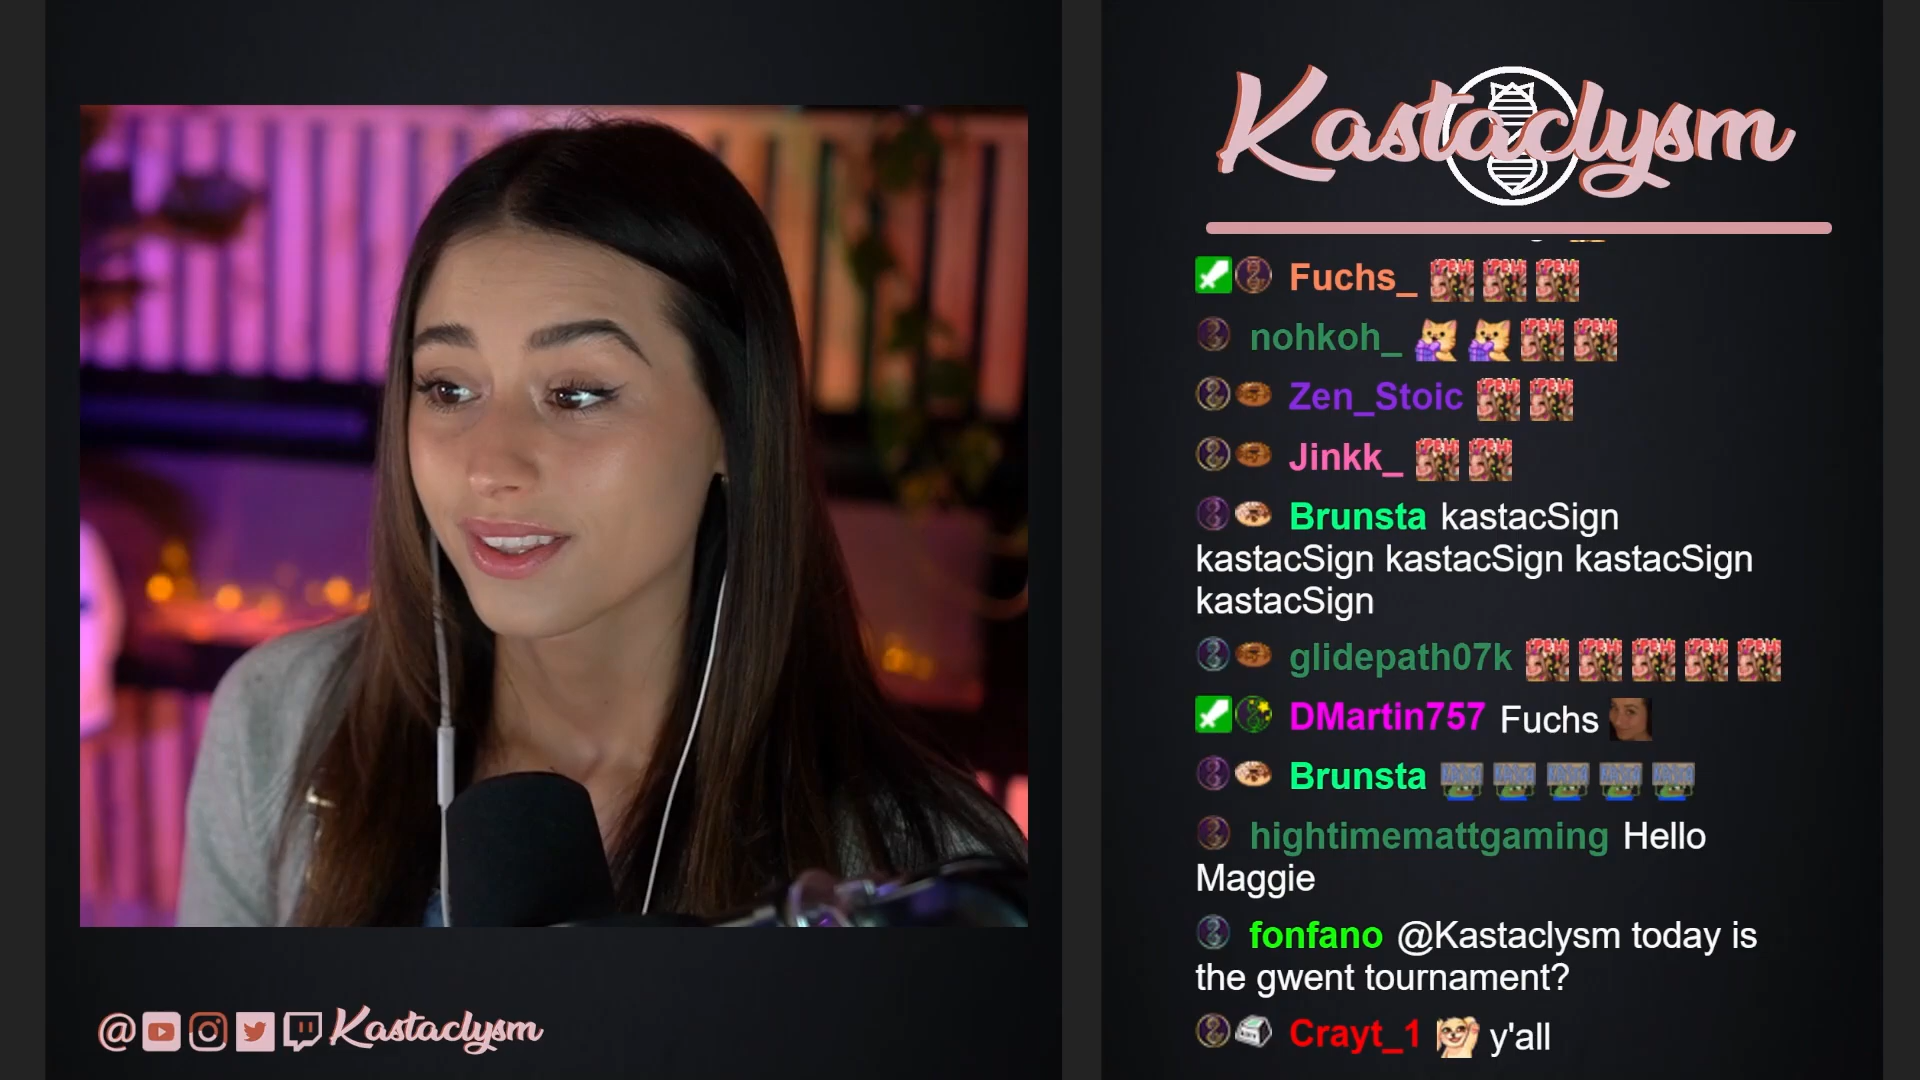 Kastaclysm
Fuchs_
nohkoh_
Zen_Stoic
Jinkk_
Brunsta kastacSign
kastacSign kastacSign kastacSign
kastacSign
glidepath07k
DMartin757 Fuchs
Brunsta
hightimemattgaming Hello
Maggie
fonfano @Kastaclysm today is
the gwent tournament?
Crayt_1 y'all
@ Kastaclysm